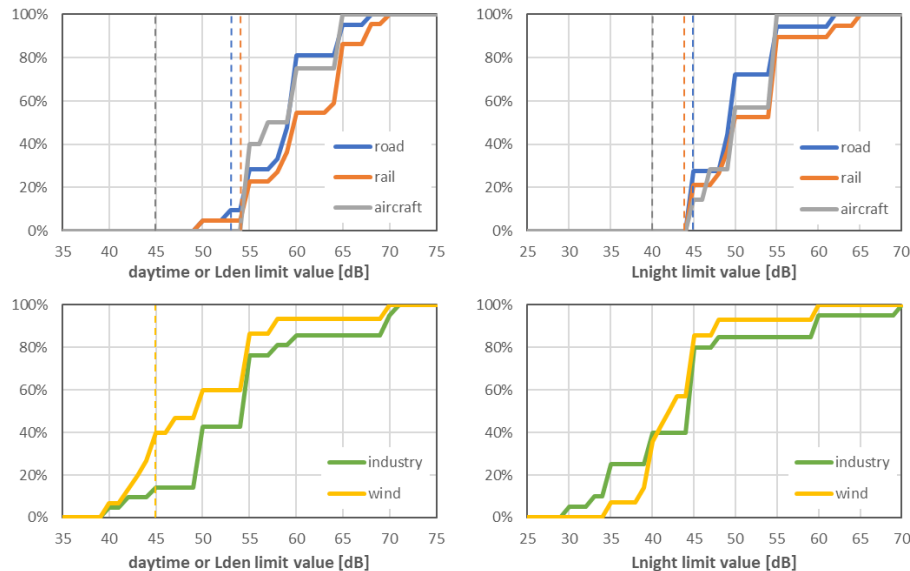 100%
80%
60%
40%
20%
0%
road
rail
aircraft
35 40 45 50 55 60 65 70 75
daytime or Lden limit value [dB]
100%
80%
60%
40%
20%
0%
road
rail
aircraft
25 30 35 40 45 50 55 60 65 70
Lnight limit value [dB]
100%
80%
60%
40%
20%
0%
industry
wind
35 40 45 50 55 60 65 70 75
daytime or Lden limit value [dB]
100%
80%
60%
40%
20%
0%
industry
wind
25 30 35 40 45 50 55 60 65 70
Lnight limit value [dB]